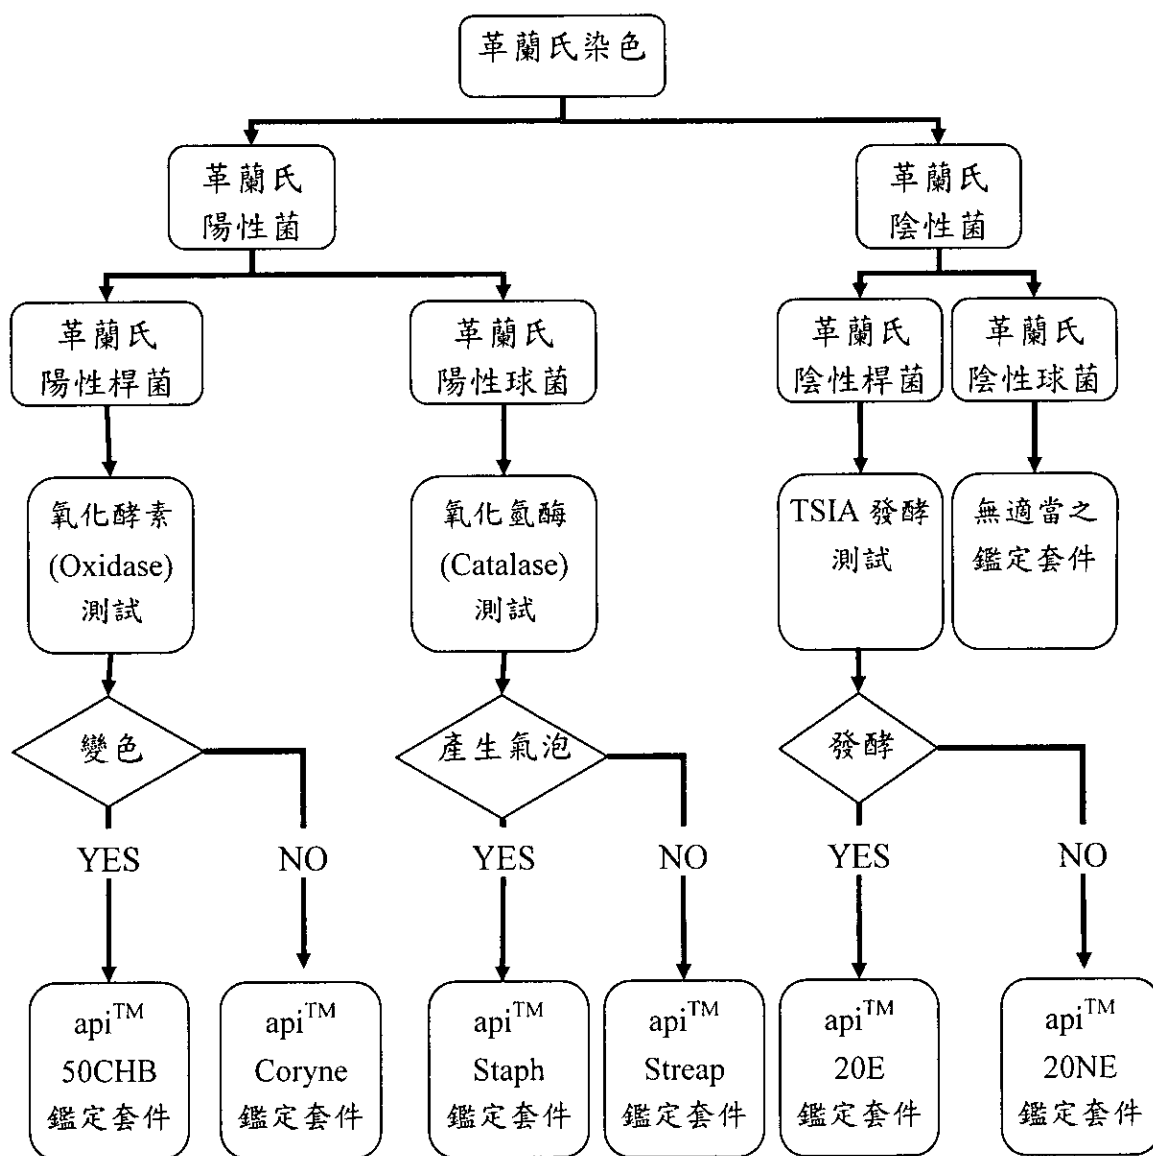 革蘭氏染色
革蘭氏
陽性菌
革蘭氏
陰性菌
革蘭氏
陽性桿菌
革蘭氏
陽性球菌
革蘭氏
陰性桿菌
革蘭氏
陰性球菌
氧化酵素
(Oxidase)
測試
氧化氫酶
(Catalase)
測試
TSIA 發酵
測試
無適當之
鑑定套件
變色
產生氣泡
發酵
YES
NO
YES
NO
YES
NO
api™
50CHB
鑑定套件
api™
Coryne
鑑定套件
api™
Staph
鑑定套件
api™
Streap
鑑定套件
api™
20E
鑑定套件
api™
20NE
鑑定套件